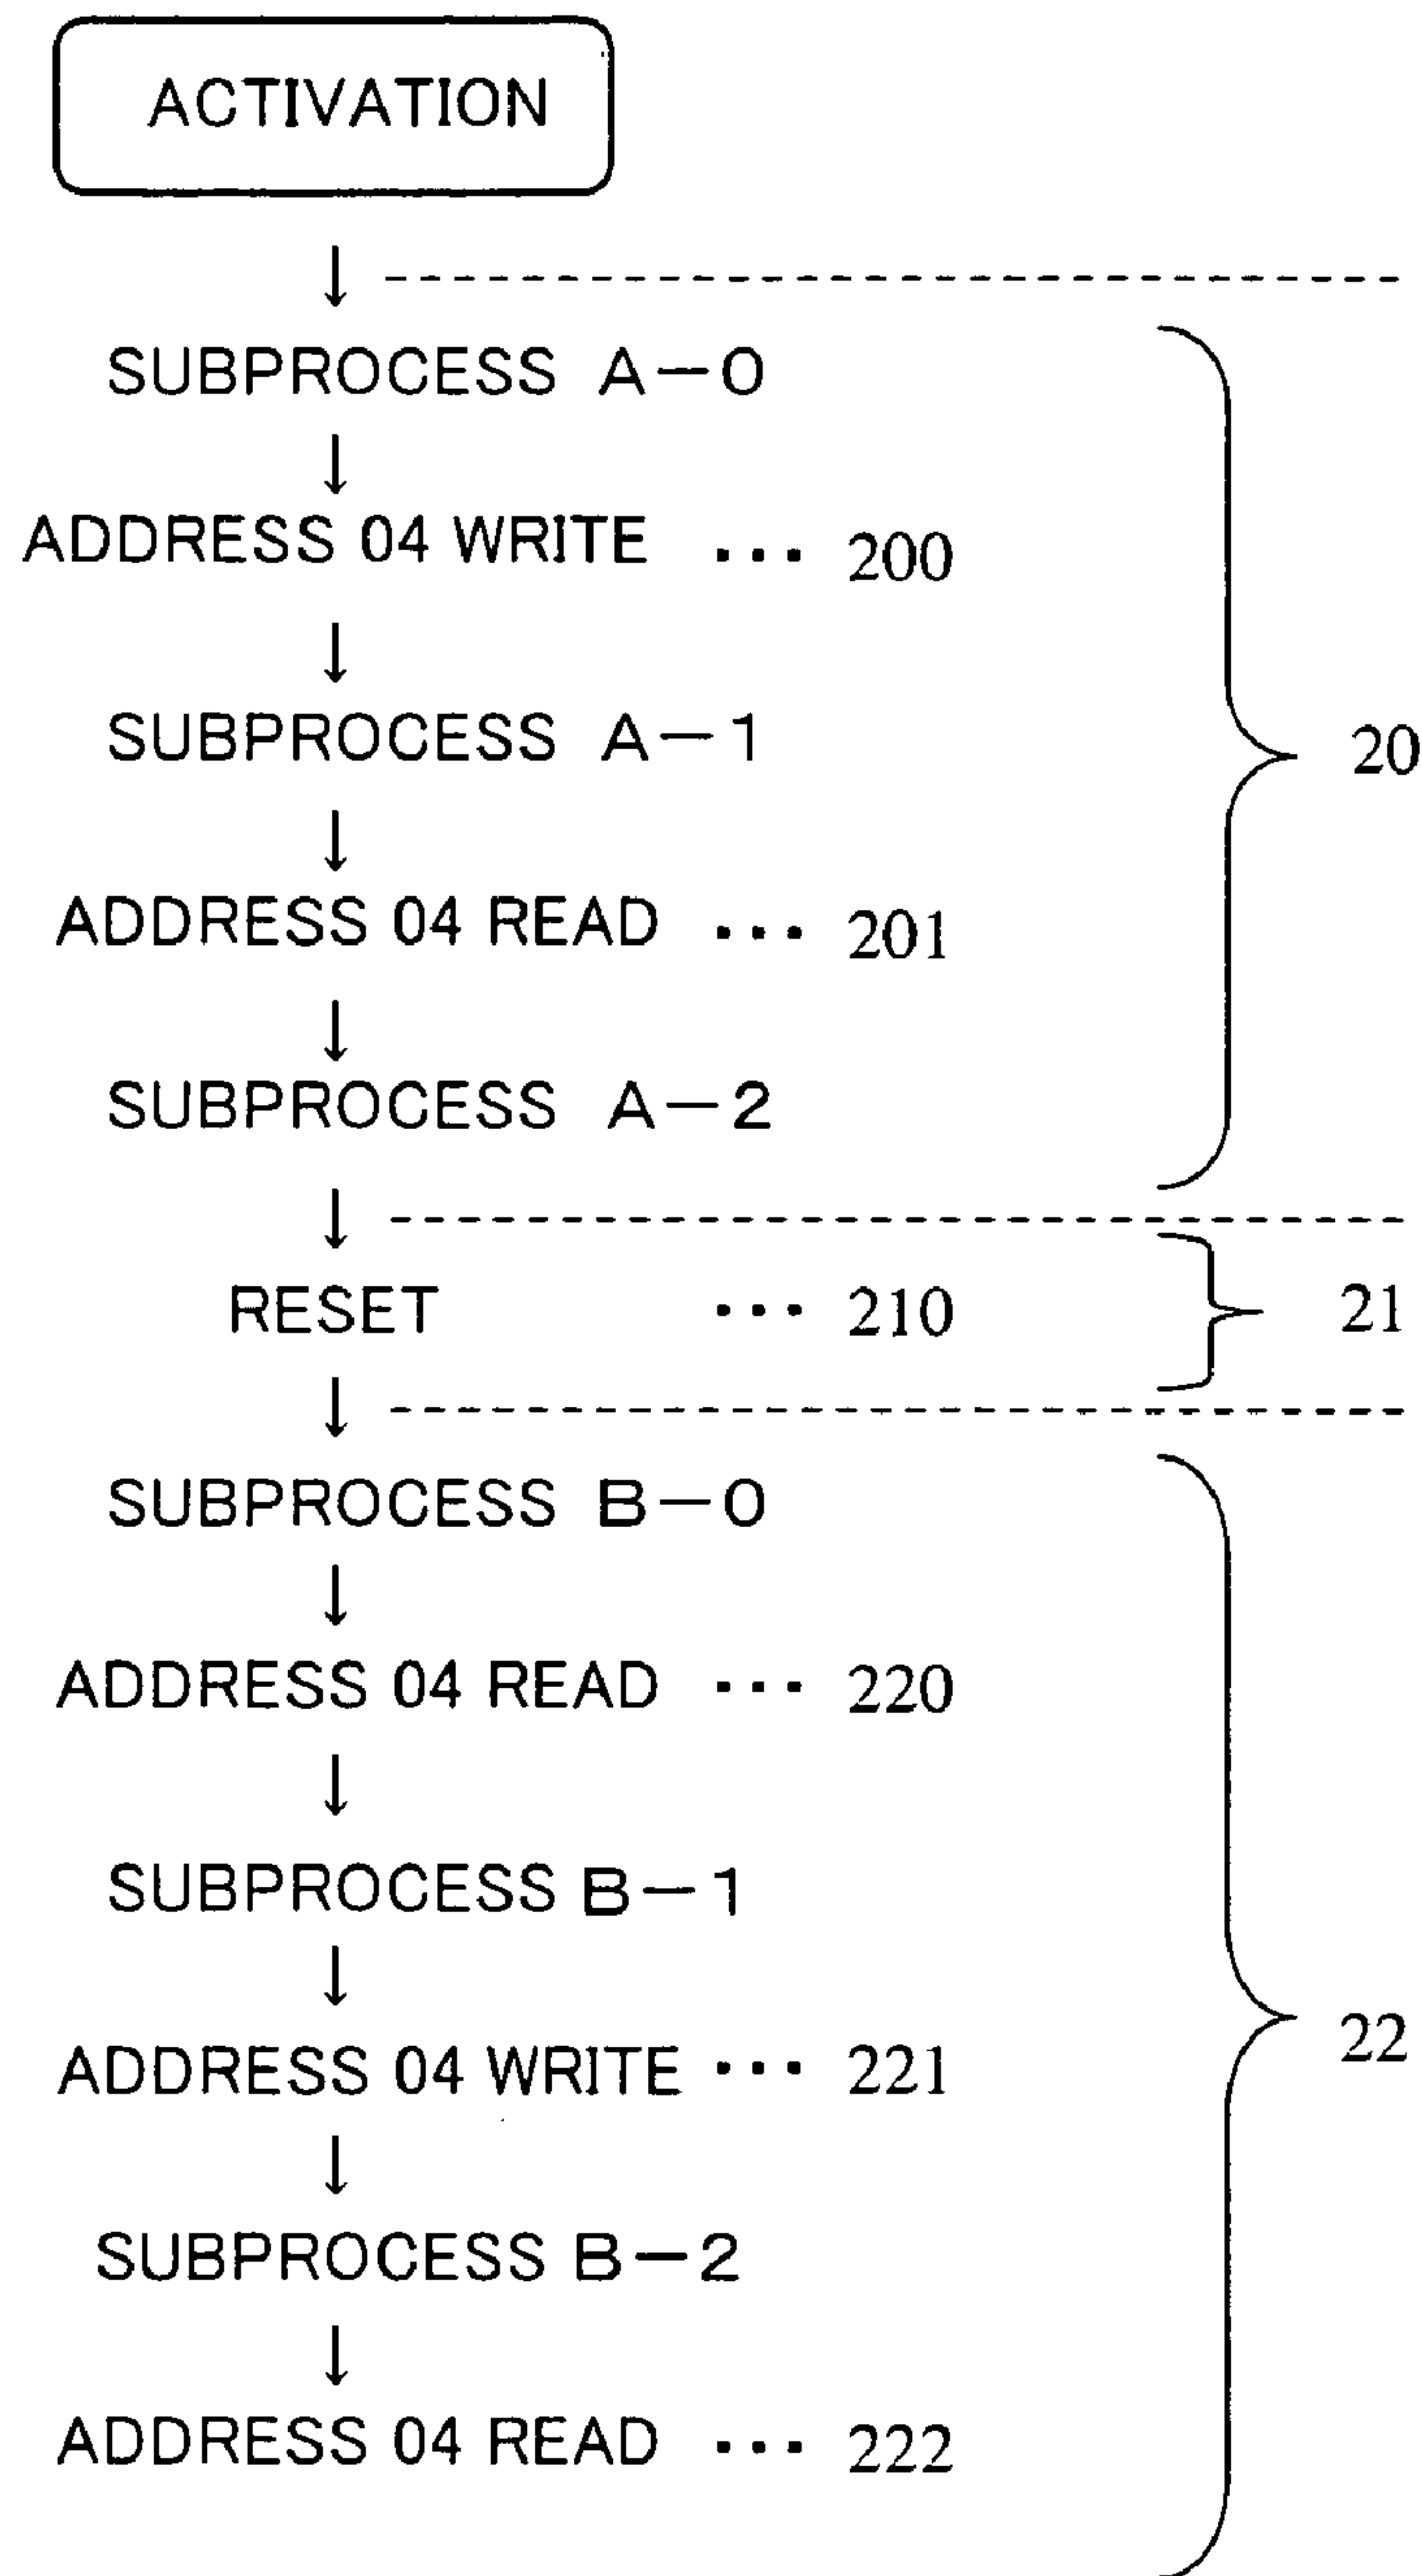 ACTIVATION
SUBPROCESS A-0
ADDRESS 04 WRITE ... 200
SUBPROCESS A-1
20
ADDRESS 04 READ ... 201
SUBPROCESS A-2
RESET ... 210 21
SUBPROCESS B-0
ADDRESS 04 READ ... 220
SUBPROCESS B-1
22
ADDRESS 04 WRITE ... 221
SUBPROCESS B-2
ADDRESS 04 READ ... 222